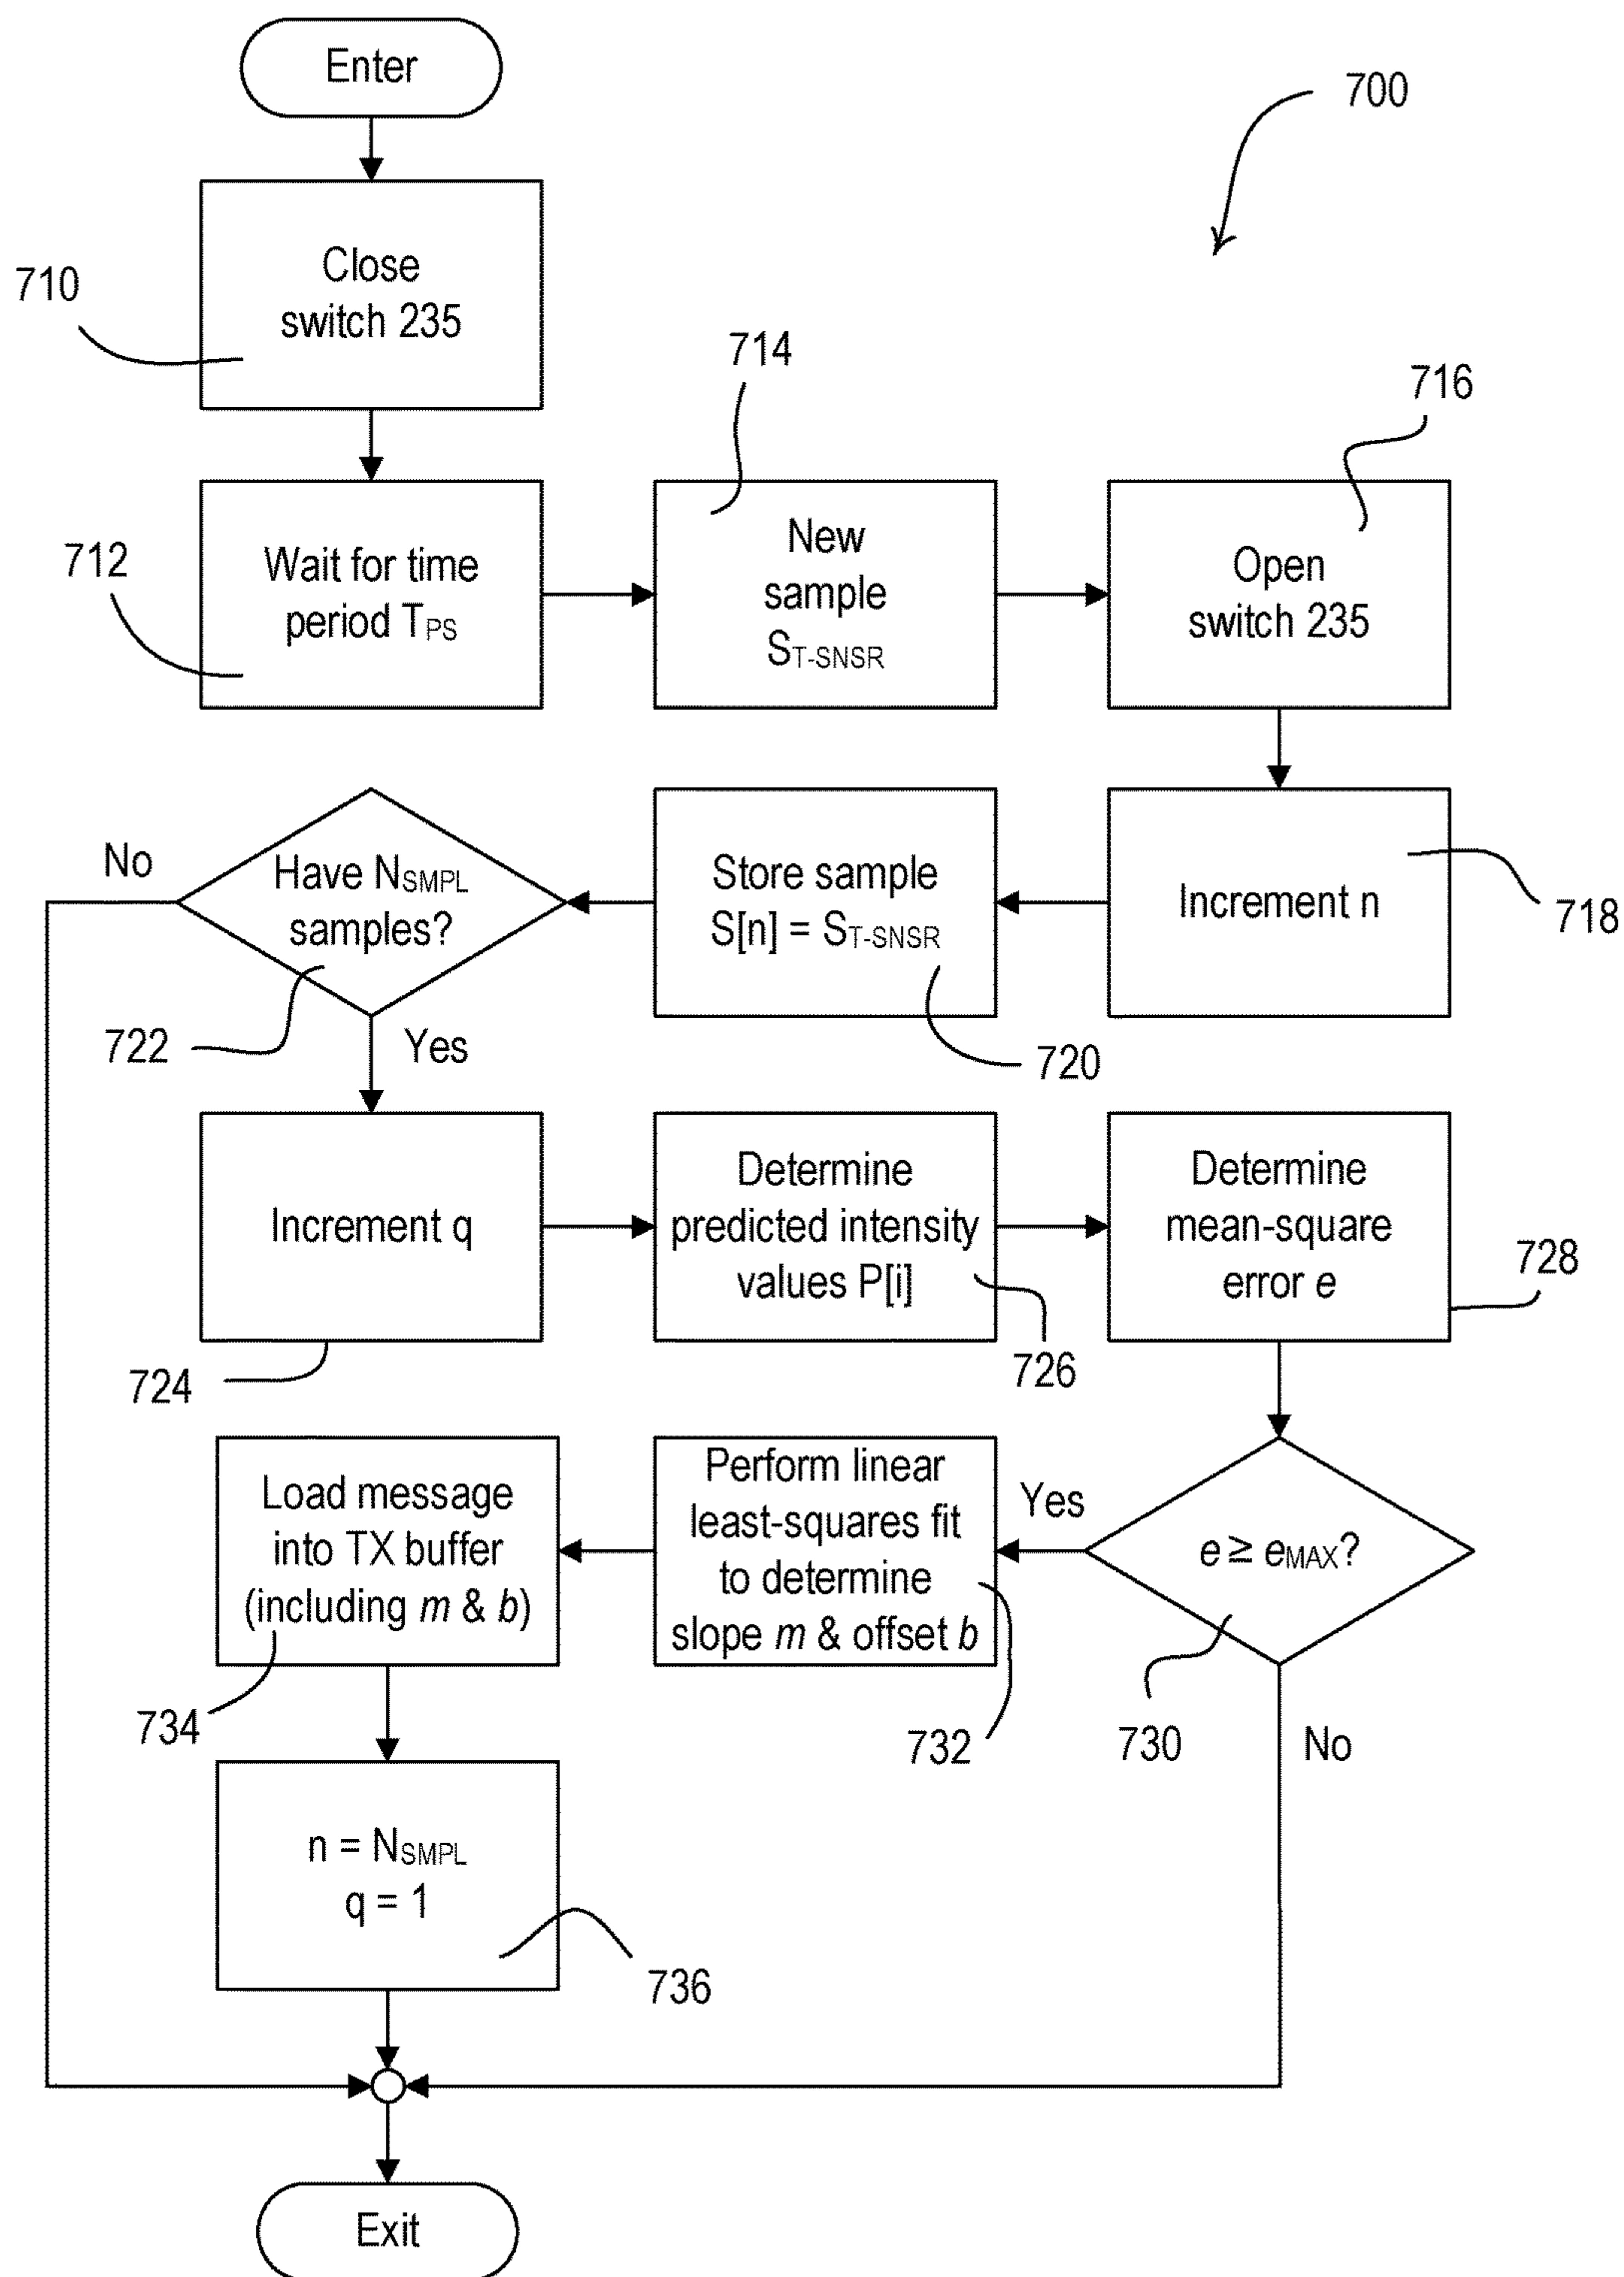 Enter
700
Close
switch 235
710
714
716
712
Wait for time
period TPS
New
sample
ST-SNSR
Open
switch 235
No
Have NSMPL
samples?
Store sample
S[n] = ST-SNSR
Increment n
718
722
Yes
720
Increment q
Determine
predicted intensity
values P[i]
Determine
mean-square
error e
728
724
726
Load message
into TX buffer
(including m & b)
Perform linear
least-squares fit
to determine
slope m & offset b
Yes
e ≥ eMAX?
734
732
730
No
n = NSMPL
q = 1
736
Exit